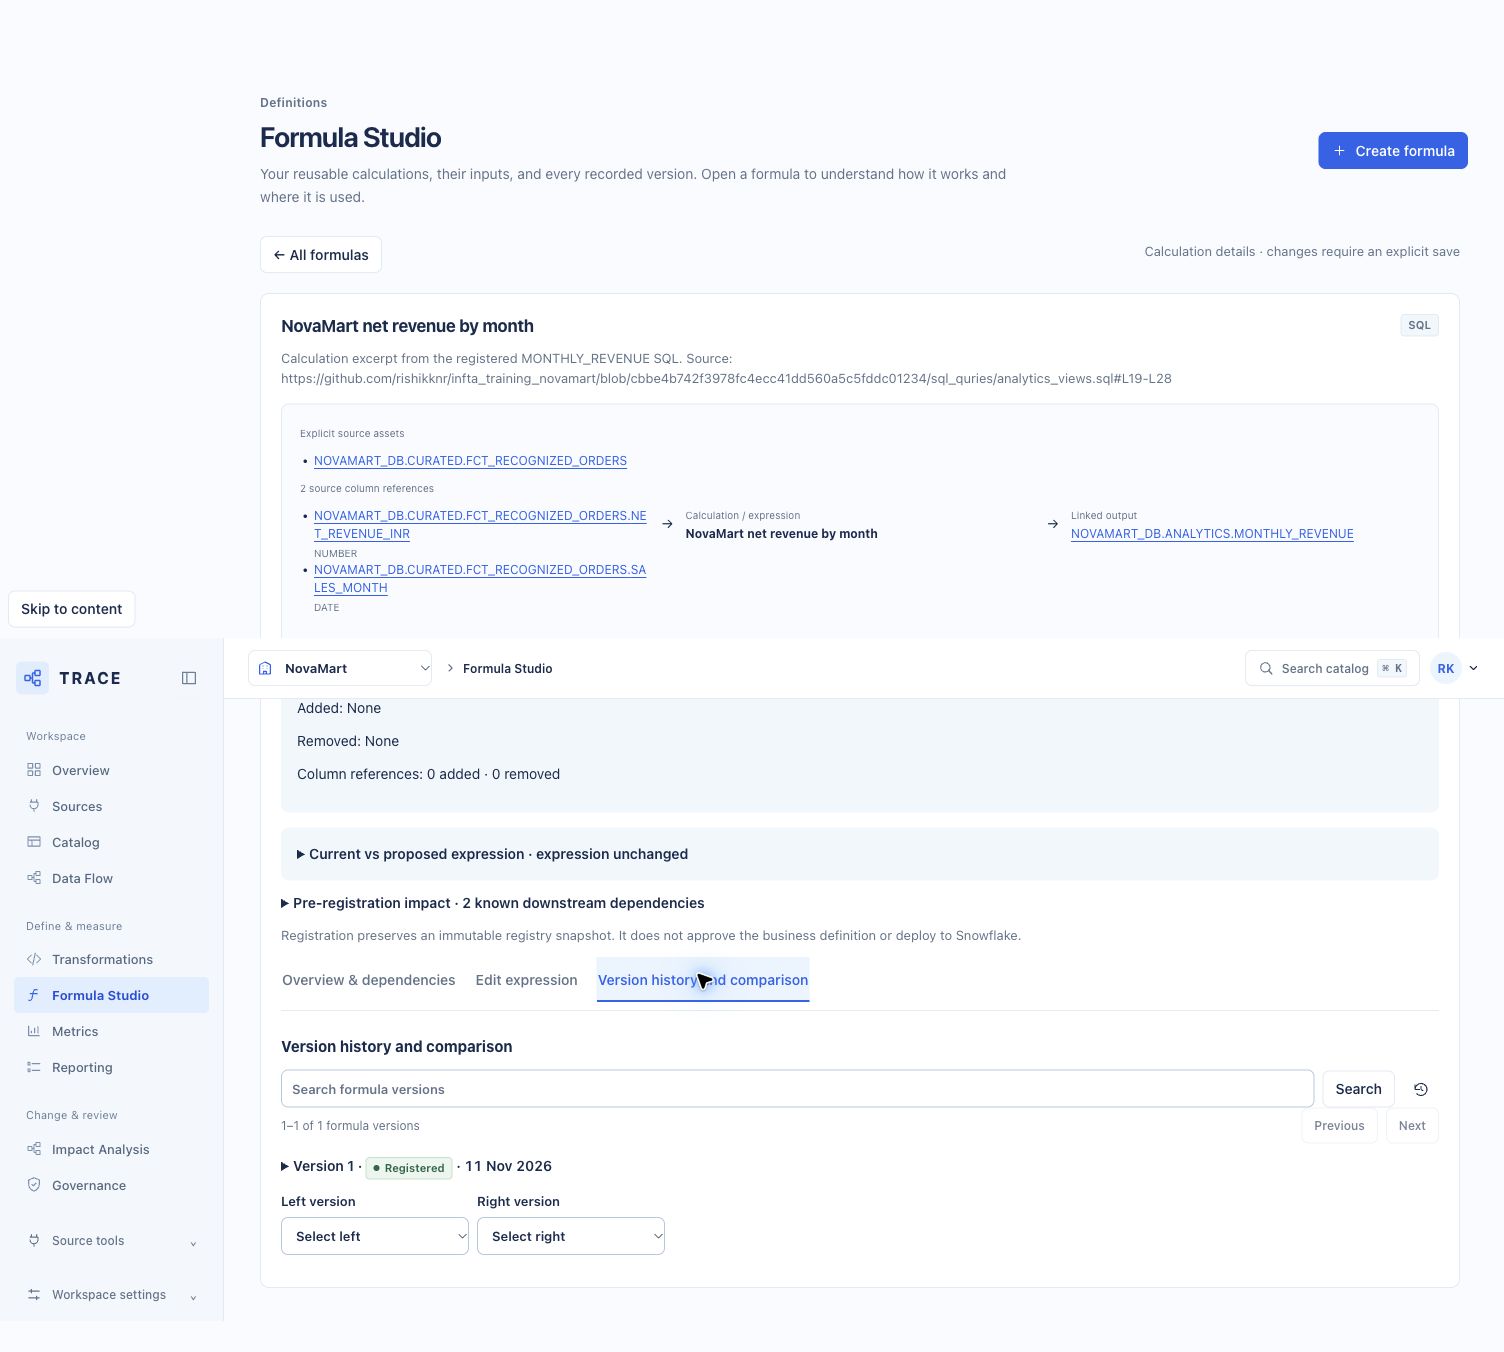 Definitions
Formula Studio
+ Create formula
Your reusable calculations, their inputs, and every recorded version. Open a formula to understand how it works and
where it is used.
← All formulas
Calculation details · changes require an explicit save
NovaMart net revenue by month
SQL
Calculation excerpt from the registered MONTHLY_REVENUE SQL. Source:
https://github.com/rishikknr/infta_training_novamart/blob/cbbe4b742f3978fc4ecc41dd560a5c5fddc01234/sql_quries/analytics_views.sql#L19-L28
Explicit source assets
• NOVAMART_DB.CURATED.FCT_RECOGNIZED_ORDERS
2 source column references
• NOVAMART_DB.CURATED.FCT_RECOGNIZED_ORDERS.NE
T_REVENUE_INR
NUMBER
• NOVAMART_DB.CURATED.FCT_RECOGNIZED_ORDERS.SA
LES_MONTH
DATE
→
Calculation / expression
NovaMart net revenue by month
→
Linked output
NOVAMART_DB.ANALYTICS.MONTHLY_REVENUE
Skip to content
TRACE
NovaMart
Formula Studio
Search catalog ⌘ K
RK
Workspace
Overview
Sources
Catalog
Data Flow
Define & measure
Transformations
Formula Studio
Metrics
Reporting
Change & review
Impact Analysis
Governance
Source tools
Workspace settings
Added: None
Removed: None
Column references: 0 added · 0 removed
Current vs proposed expression · expression unchanged
Pre-registration impact · 2 known downstream dependencies
Registration preserves an immutable registry snapshot. It does not approve the business definition or deploy to Snowflake.
Overview & dependencies
Edit expression
Version history and comparison
Version history and comparison
Search formula versions
Search
1–1 of 1 formula versions
Previous
Next
Version 1 · Registered · 11 Nov 2026
Left version
Right version
Select left
Select right